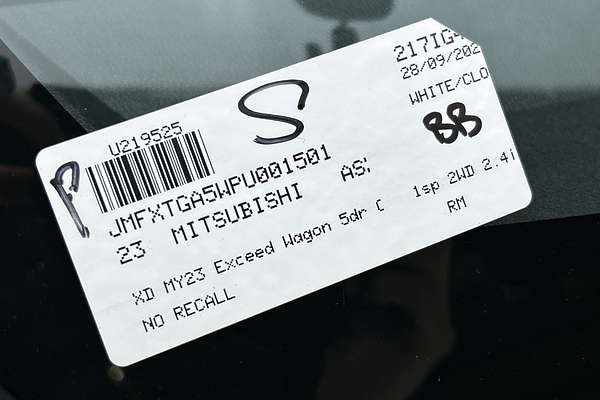 217IG
28/09/202
WHITE/CLO
BB
S
U219525
P
JMFXTGA5WPU001501
23 MITSUBISHI AS
XD MY23 Exceed Wagon 5dr C 1sp 2WD 2.4i
NO RECALL RM